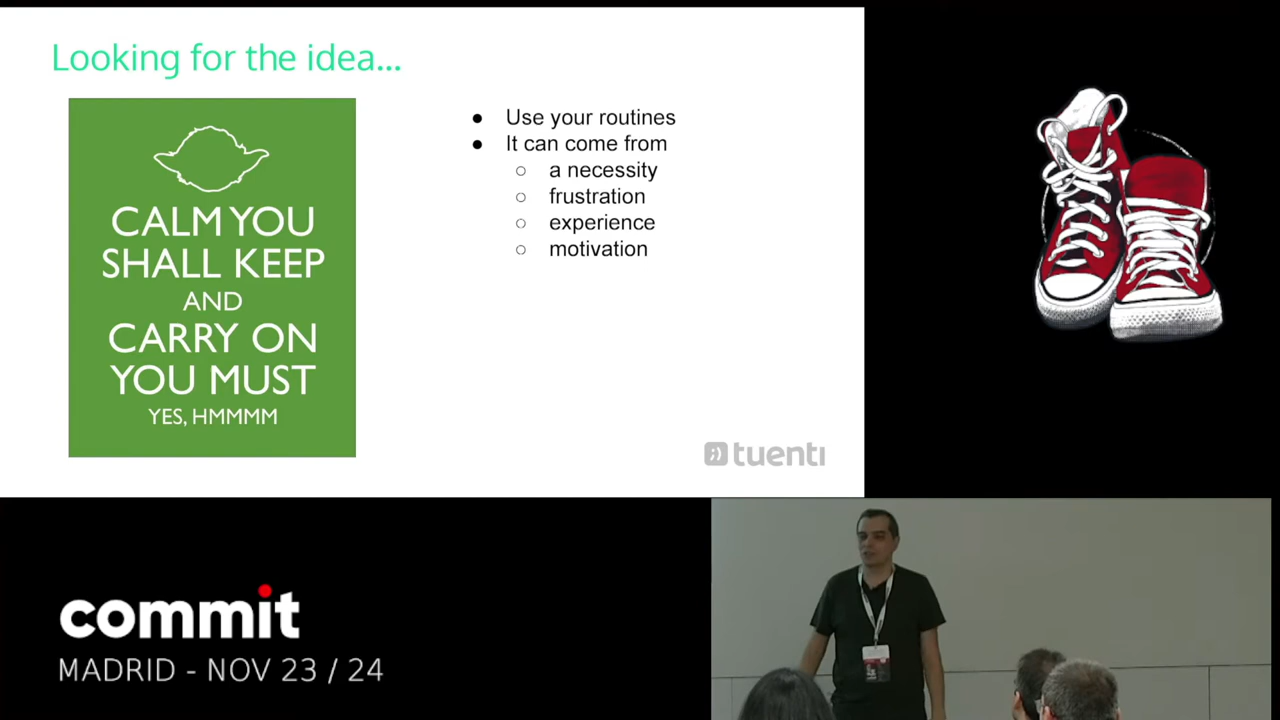 Looking for the idea...
CALM YOU
SHALL KEEP
AND
CARRY ON
YOU MUST
YES, HMMMM
● Use your routines
● It can come from
○ a necessity
○ frustration
○ experience
○ motivation
tuenti
commit
MADRID - NOV 23 / 24